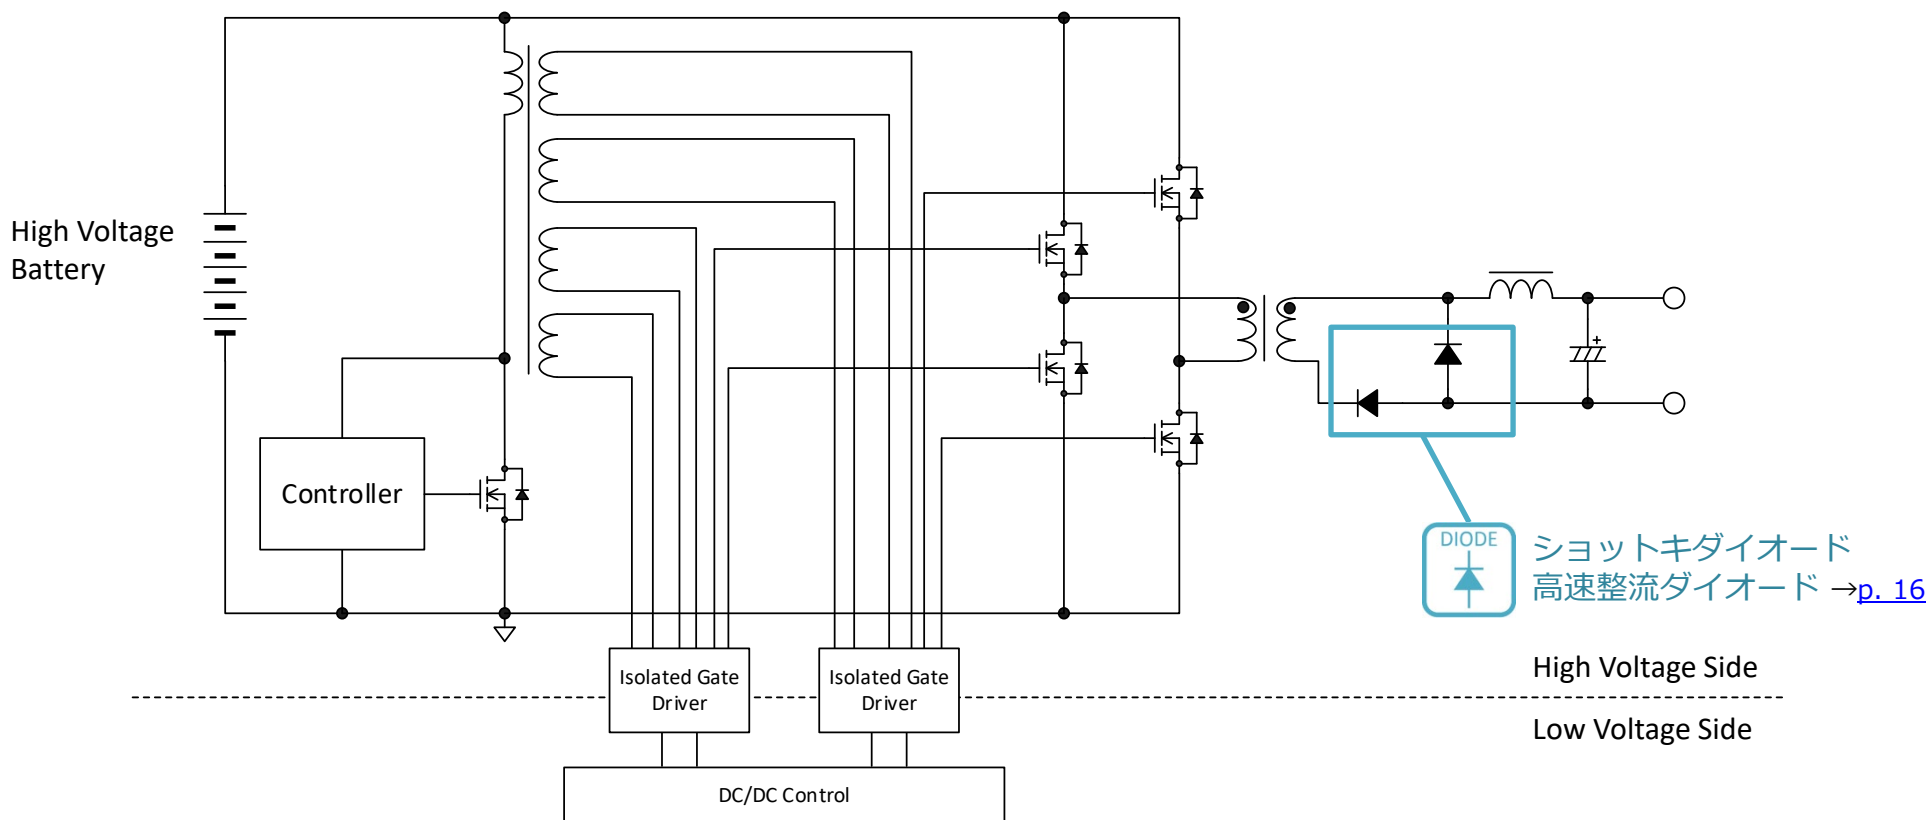 High Voltage
Battery
Controller
+
DIODE
ショットキダイオード
高速整流ダイオード →p. 16
Isolated Gate
Driver
Isolated Gate
Driver
High Voltage Side
Low Voltage Side
DC/DC Control